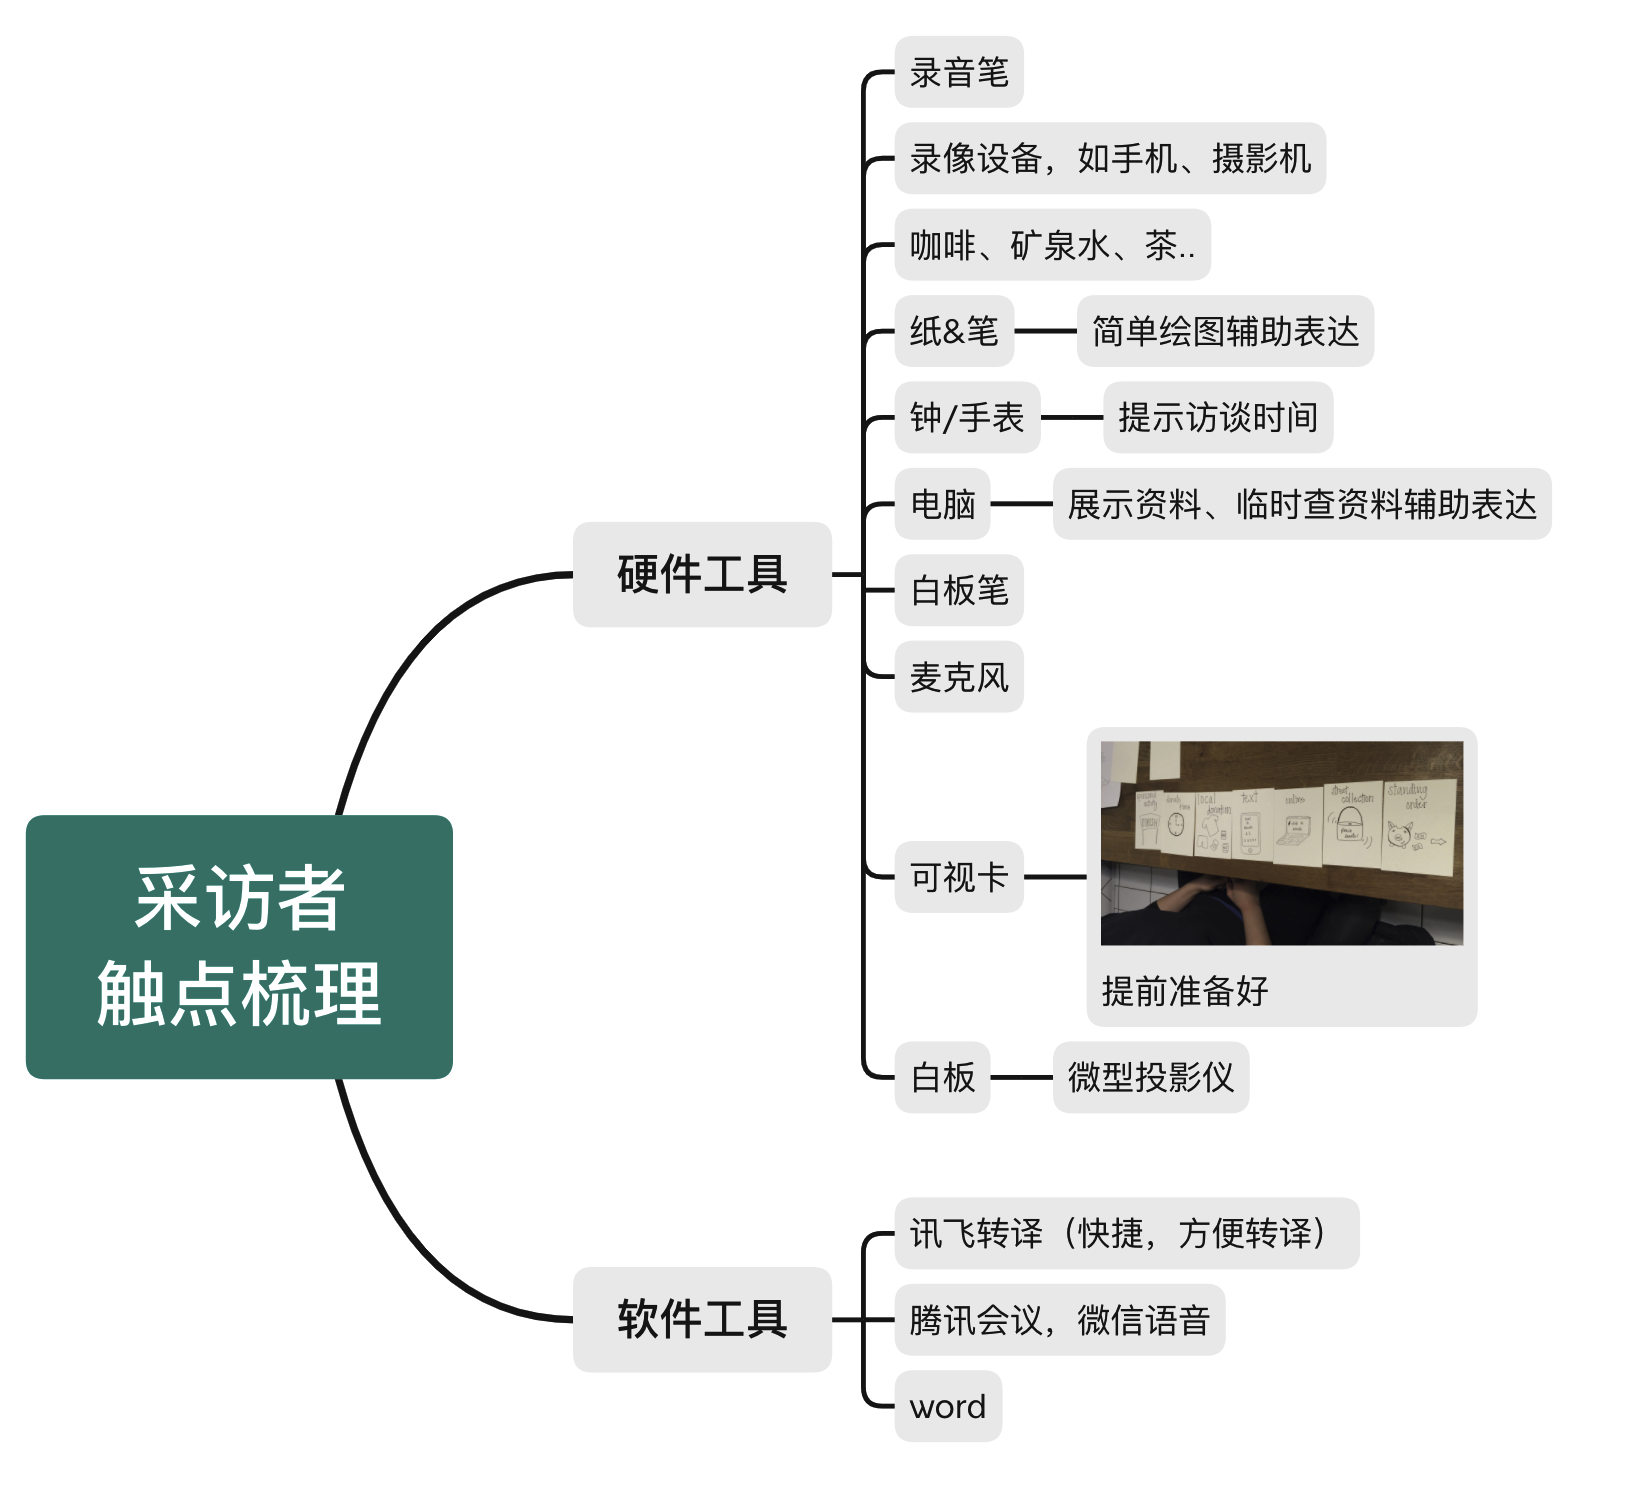 采访者
触点梳理
硬件工具
录音笔
录像设备，如手机、摄影机
咖啡、矿泉水、茶..
纸&笔
简单绘图辅助表达
钟/手表
提示访谈时间
电脑
展示资料、临时查资料辅助表达
白板笔
麦克风
可视卡
local
donation
text
online
street
collection
standing
order
提前准备好
白板
微型投影仪
软件工具
讯飞转译（快捷，方便转译）
腾讯会议，微信语音
word